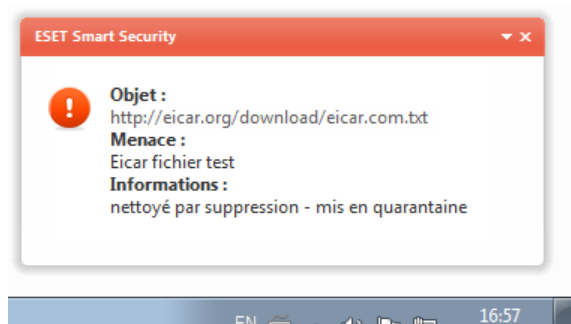 ESET Smart Security
Objet :
http://eicar.org/download/eicar.com.txt
Menace :
Eicar fichier test
Informations :
nettoyé par suppression - mis en quarantaine
EN
16:57